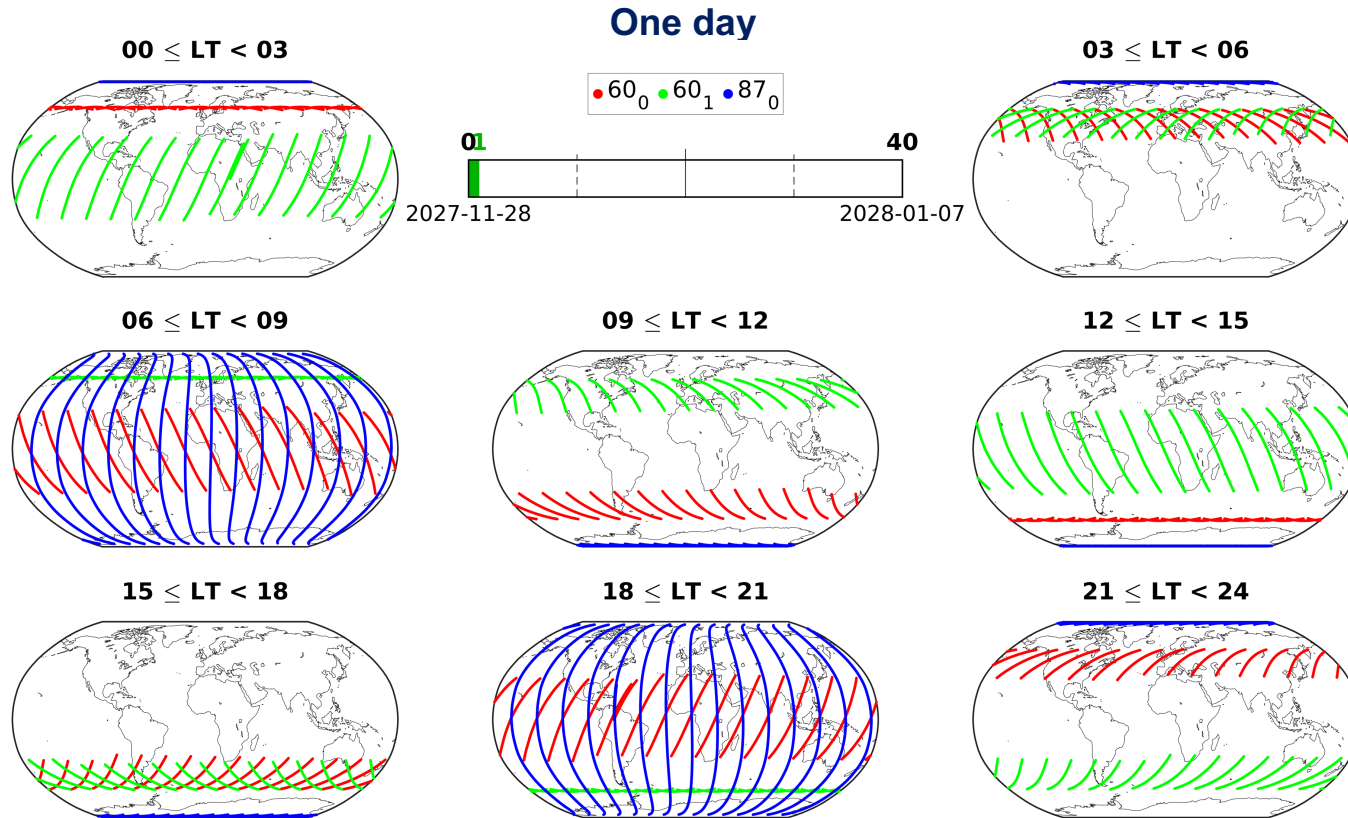 One day
00 ≤ LT < 03
03 ≤ LT < 06
60₀ 60₁ 87₀
0 1 40
2027-11-28 2028-01-07
06 ≤ LT < 09
09 ≤ LT < 12
12 ≤ LT < 15
15 ≤ LT < 18
18 ≤ LT < 21
21 ≤ LT < 24